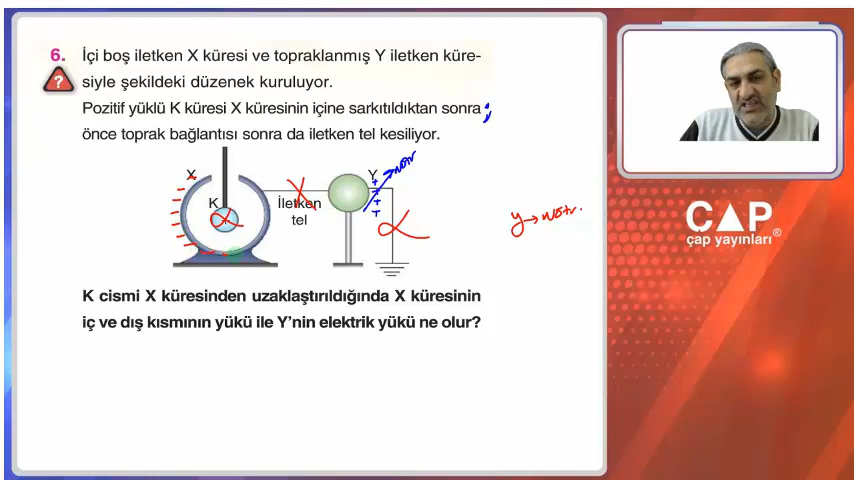 6. İçi boş iletken X küresi ve topraklanmış Y iletken küre-
siyle şekildeki düzenek kuruluyor.
?
Pozitif yüklü K küresi X küresinin içine sarkıtıldıktan sonra ;
önce toprak bağlantısı sonra da iletken tel kesiliyor.
X
K
İletken
tel
Y
nötr
+
+
+
+
y → nötr.
K cismi X küresinden uzaklaştırıldığında X küresinin
iç ve dış kısmının yükü ile Y'nin elektrik yükü ne olur?
ÇAP
çap yayınları®